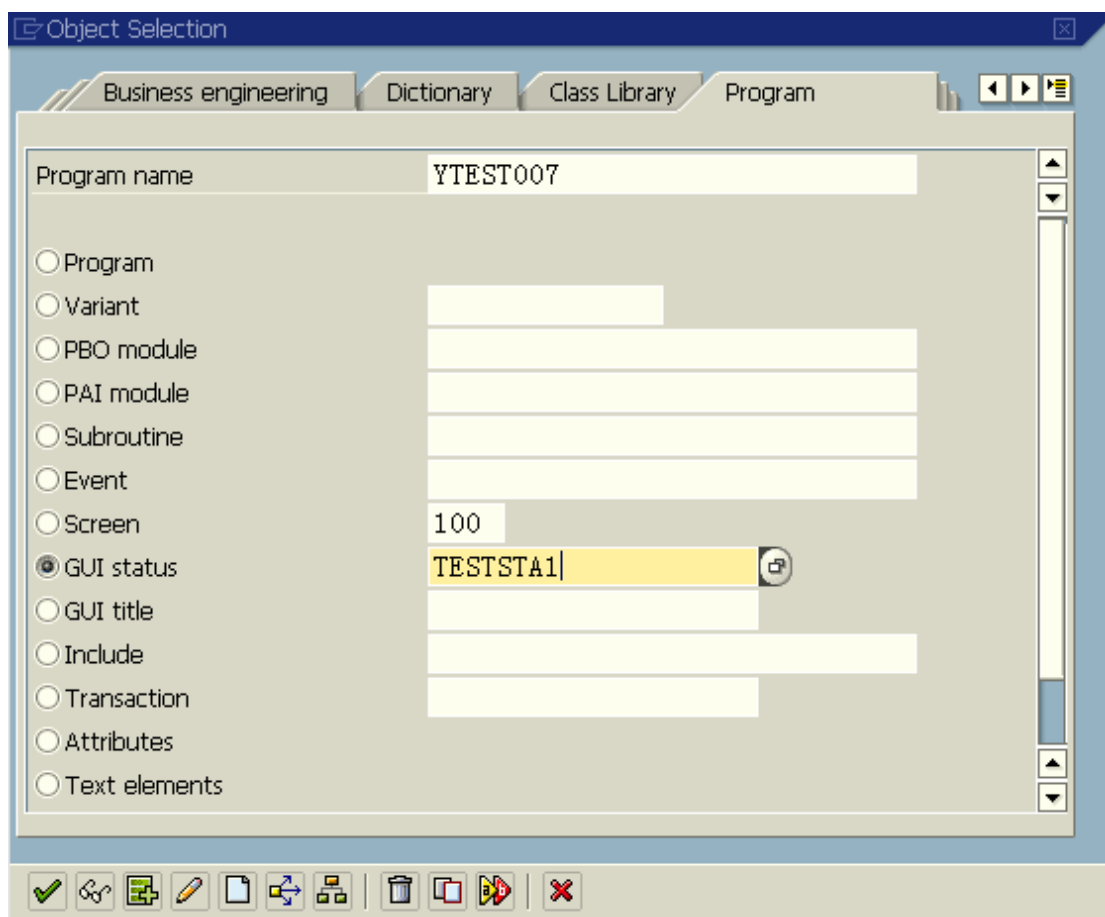 Object Selection
Business engineering Dictionary Class Library Program
Program name YTEST007
Program
Variant
PBO module
PAI module
Subroutine
Event
Screen 100
GUI status TESTSTA1
GUI title
Include
Transaction
Attributes
Text elements